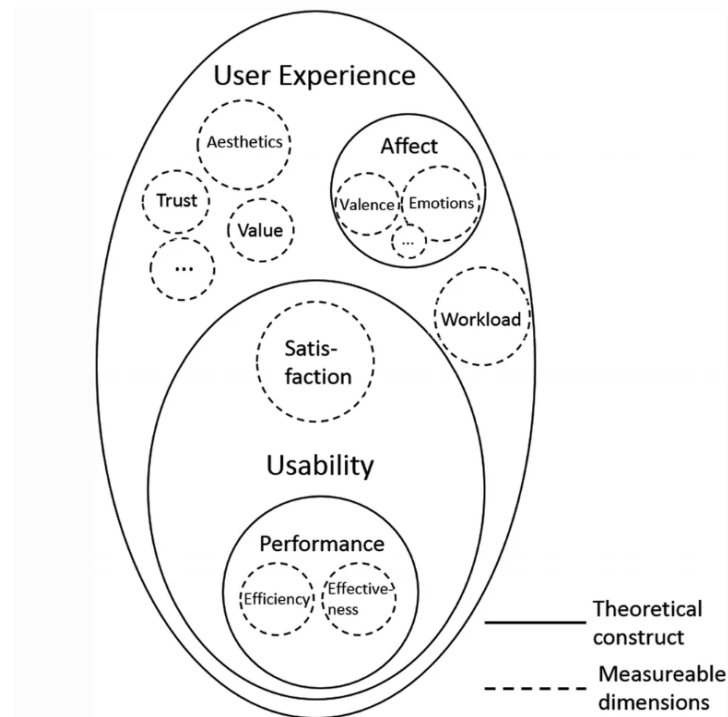 User Experience
Aesthetics
Affect
Trust
Valence
Emotions
Value
...
...
Workload
Satis-
faction
Usability
Performance
Efficiency
Effective-
ness
Theoretical
construct
Measureable
dimensions